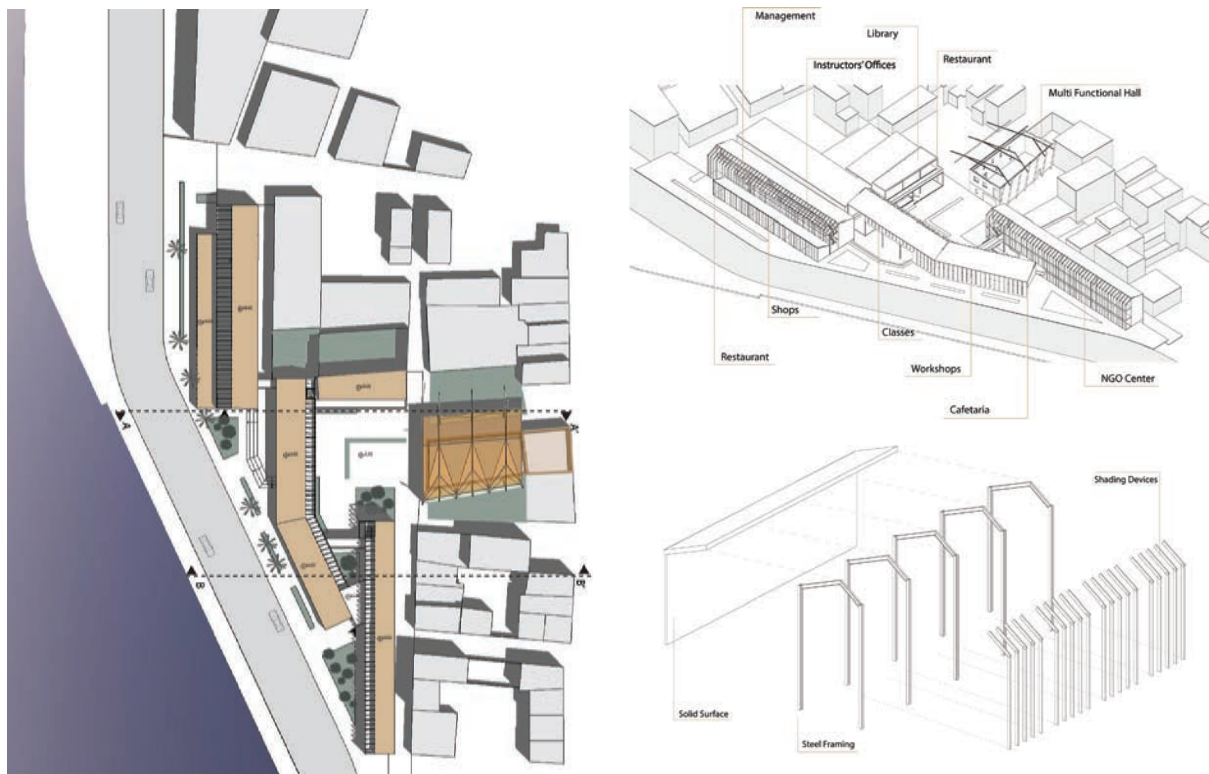 A
A'
B
B'
Management
Library
Instructors' Offices
Restaurant
Multi Functional Hall
Shops
Restaurant
Classes
Workshops
NGO Center
Cafetaria
Shading Devices
Solid Surface
Steel Framing